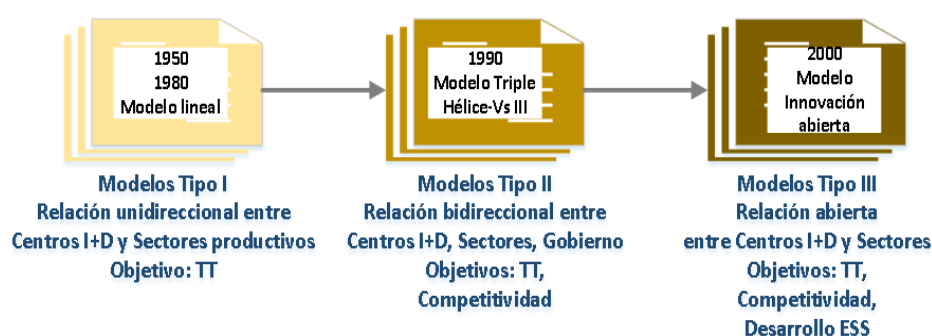 1950
1980
Modelo lineal
1990
Modelo Triple
Hélice-Vs III
2000
Modelo
Innovación
abierta
Modelos Tipo I
Relación unidireccional entre
Centros I+D y Sectores productivos
Objetivo: TT
Modelos Tipo II
Relación bidireccional entre
Centros I+D, Sectores, Gobierno
Objetivos: TT,
Competitividad
Modelos Tipo III
Relación abierta
entre Centros I+D y Sectores
Objetivos: TT,
Competitividad,
Desarrollo ESS